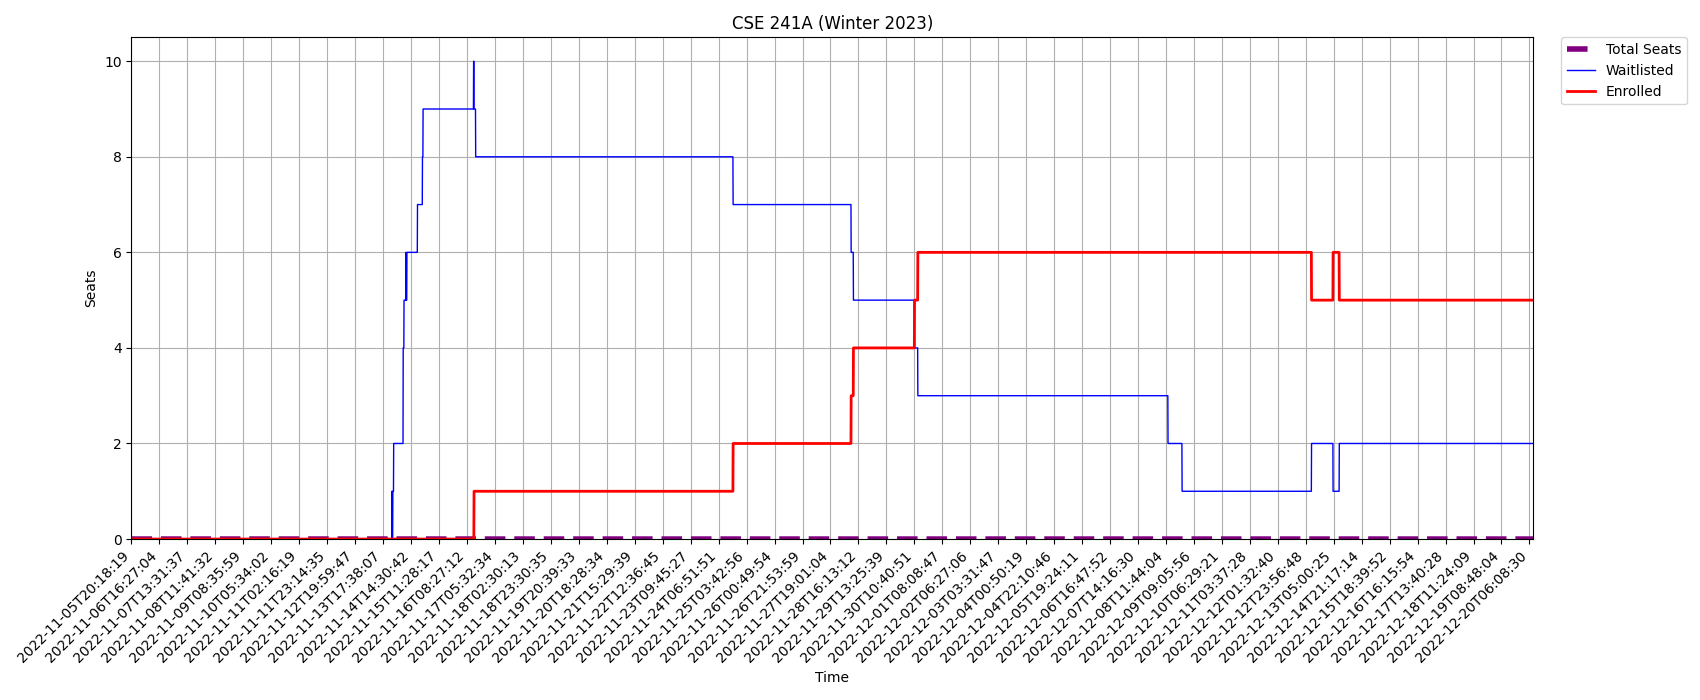 CSE 241A (Winter 2023)
Total Seats
Waitlisted
Enrolled
Seats
10
8
6
4
2
0
2022-11-05T20:18:19
2022-11-06T16:27:04
2022-11-07T13:31:37
2022-11-08T11:41:32
2022-11-09T08:35:59
2022-11-10T05:34:02
2022-11-11T02:16:19
2022-11-11T23:14:35
2022-11-12T19:59:47
2022-11-13T17:38:07
2022-11-14T14:30:42
2022-11-15T11:28:17
2022-11-16T08:27:12
2022-11-17T05:32:34
2022-11-18T02:30:13
2022-11-18T23:30:35
2022-11-19T20:39:33
2022-11-20T18:28:34
2022-11-21T15:29:39
2022-11-22T12:36:45
2022-11-23T09:45:27
2022-11-24T06:51:51
2022-11-25T03:42:56
2022-11-26T00:49:54
2022-11-26T21:53:59
2022-11-27T19:01:04
2022-11-28T16:13:12
2022-11-29T13:25:39
2022-11-30T10:40:51
2022-12-01T08:08:47
2022-12-02T06:27:06
2022-12-03T03:31:47
2022-12-04T00:50:19
2022-12-04T22:10:46
2022-12-05T19:24:11
2022-12-06T16:47:52
2022-12-07T14:16:30
2022-12-08T11:44:04
2022-12-09T09:05:56
2022-12-10T06:29:21
2022-12-11T03:37:28
2022-12-12T01:32:40
2022-12-12T23:56:48
2022-12-13T05:00:25
2022-12-14T21:17:14
2022-12-15T18:39:52
2022-12-16T16:15:54
2022-12-17T13:40:28
2022-12-18T11:24:09
2022-12-19T08:48:04
2022-12-20T06:08:30
Time